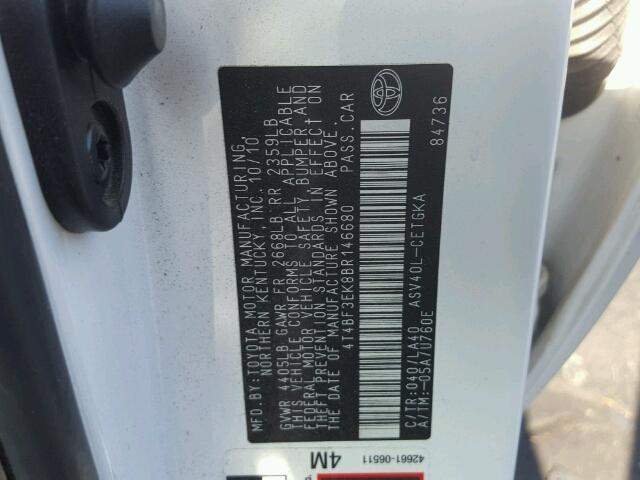 MFD. BY: TOYOTA MOTOR MANUFACTURING,
NORTHERN KENTUCKY, INC. 10/10
GVWR 4405LB GAWR FR 2668LB RR 2359LB
THIS VEHICLE CONFORMS TO ALL APPLICABLE
FEDERAL MOTOR VEHICLE SAFETY, BUMPER, AND
THEFT PREVENTION STANDARDS IN EFFECT ON
THE DATE OF MANUFACTURE SHOWN ABOVE.
4T4BF3EK8BR146680 PASS. CAR
ASV40L-CETGKA
C/TR: 040/LA40
A/TM: -05A/U760E
84736
42661-06511
4M